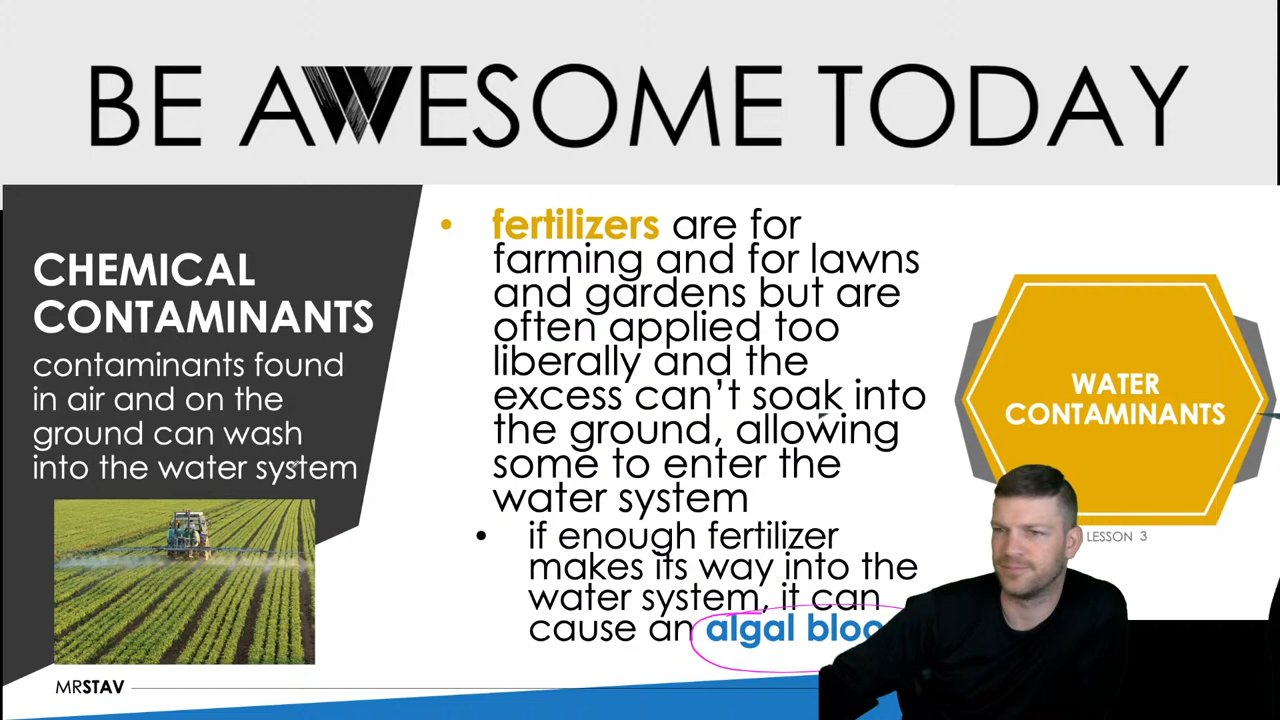 BE AWESOME TODAY
CHEMICAL
CONTAMINANTS
contaminants found
in air and on the
ground can wash
into the water system
• fertilizers are for
farming and for lawns
and gardens but are
often applied too
liberally and the
excess can't soak into
the ground, allowing
some to enter the
water system
• if enough fertilizer
makes its way into the
water system, it can
cause an algal bloo
WATER
CONTAMINANTS
LESSON 3
MRSTAV